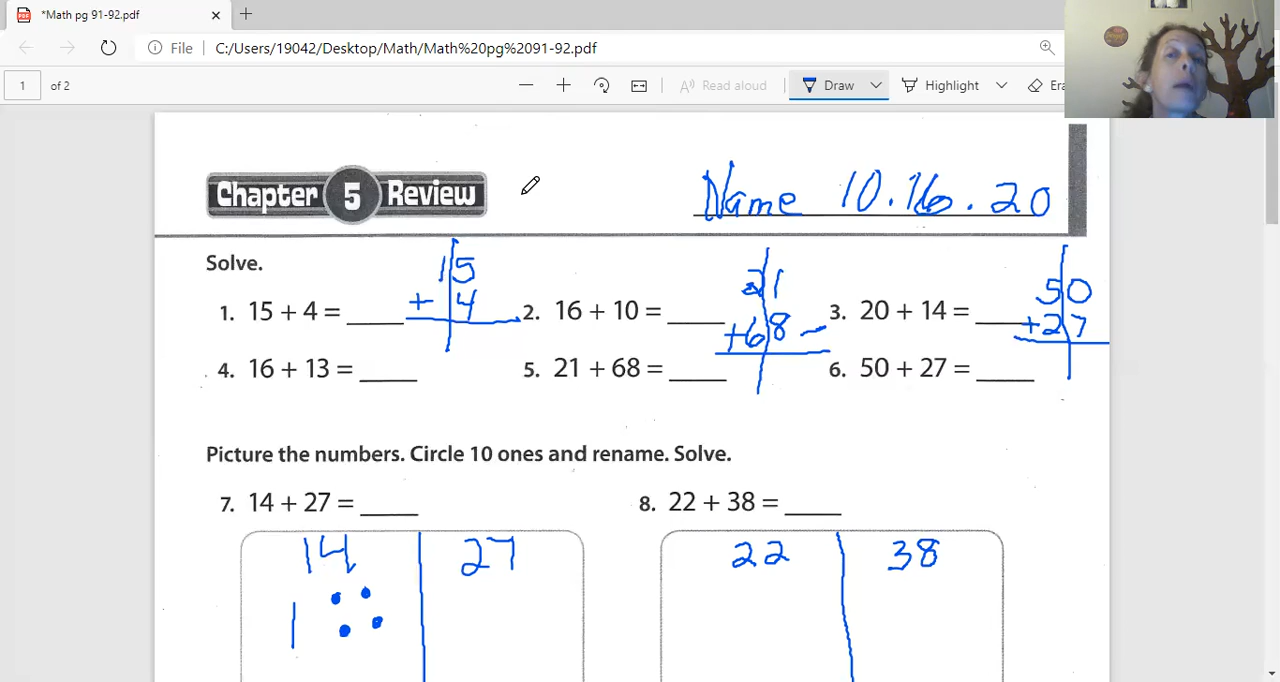 *Math pg 91-92.pdf
File C:/Users/19042/Desktop/Math/Math%20pg%2091-92.pdf
1 of 2 Read aloud Draw Highlight Era
Chapter 5 Review Name 10.16.20
Solve.
15
+ 4
21
+68
50
+27
1. 15 + 4 = ____ 2. 16 + 10 = ____ 3. 20 + 14 = ____
4. 16 + 13 = ____ 5. 21 + 68 = ____ 6. 50 + 27 = ____
Picture the numbers. Circle 10 ones and rename. Solve.
7. 14 + 27 = ____ 8. 22 + 38 = ____
14 27 22 38